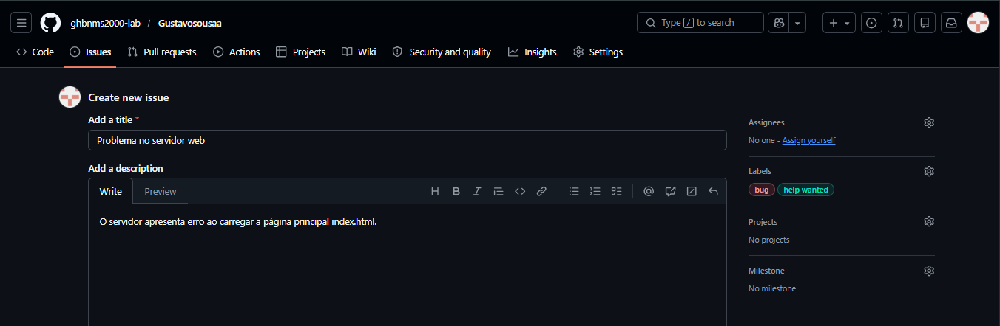 ghbnms2000-lab / Gustavosousaa
Type / to search
Code Issues Pull requests Actions Projects Wiki Security and quality Insights Settings
Create new issue
Add a title *
Problema no servidor web
Add a description
Write Preview
H B I @
O servidor apresenta erro ao carregar a página principal index.html.
Assignees
No one - Assign yourself
Labels
bug help wanted
Projects
No projects
Milestone
No milestone